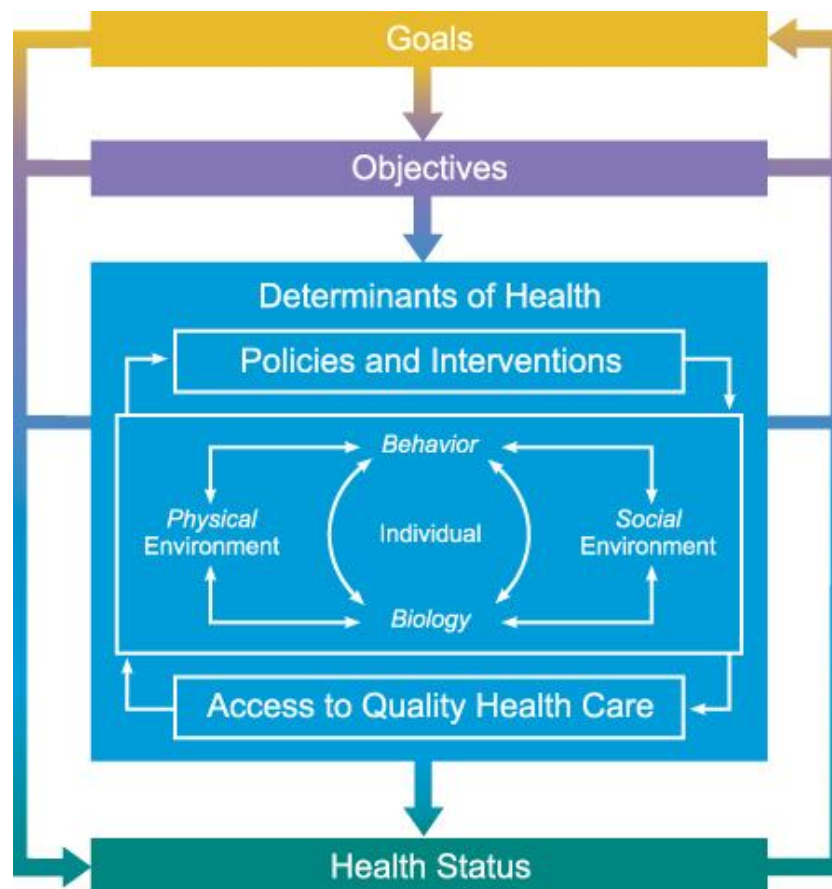 Goals
Objectives
Determinants of Health
Policies and Interventions
Behavior
Physical
Environment
Individual
Social
Environment
Biology
Access to Quality Health Care
Health Status